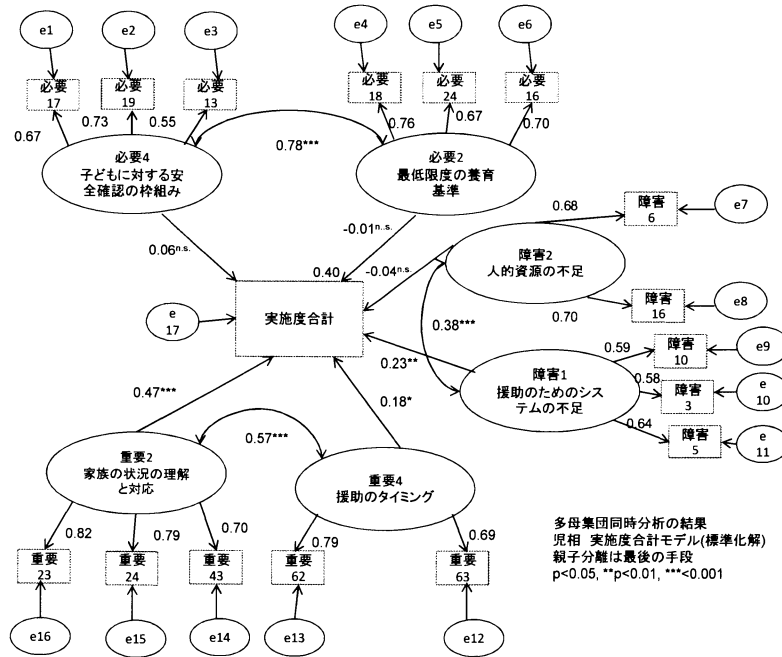 e1
e2
e3
e4
e5
e6
必要
17
必要
19
必要
13
必要
18
必要
24
必要
16
0.67
0.73
0.55
0.76
0.67
0.70
必要4
子どもに対する安
全確認の枠組み
0.78***
必要2
最低限度の養育
基準
0.68
障害
6
e7
0.06n.s.
-0.01n.s.
0.40
-0.04n.s.
障害2
人的資源の不足
0.70
障害
16
e8
e
17
実施度合計
0.38***
0.23**
障害1
援助のためのシス
テムの不足
0.59
障害
10
e9
0.58
障害
3
e
10
0.64
障害
5
e
11
0.47***
0.18*
0.57***
重要2
家族の状況の理解
と対応
重要4
援助のタイミング
0.82
0.79
0.70
0.79
0.69
重要
23
重要
24
重要
43
重要
62
重要
63
e16
e15
e14
e13
e12
多母集団同時分析の結果
児相 実施度合計モデル(標準化解)
親子分離は最後の手段
p<0.05, **p<0.01, ***<0.001